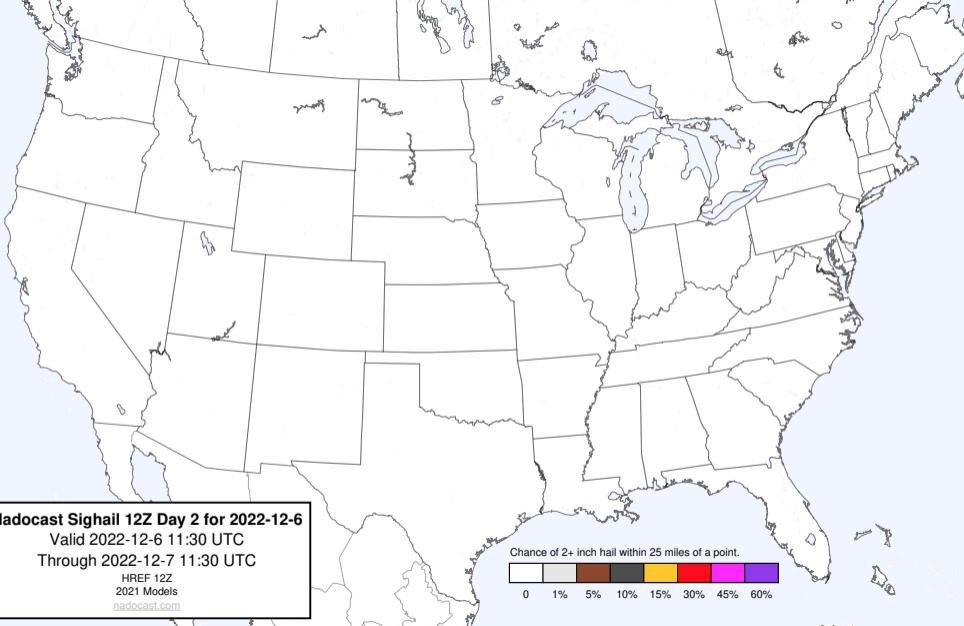 adocast Sighail 12Z Day 2 for 2022-12-6
Valid 2022-12-6 11:30 UTC
Through 2022-12-7 11:30 UTC
HREF 12Z
2021 Models
nadocast.com
Chance of 2+ inch hail within 25 miles of a point.
0 1% 5% 10% 15% 30% 45% 60%